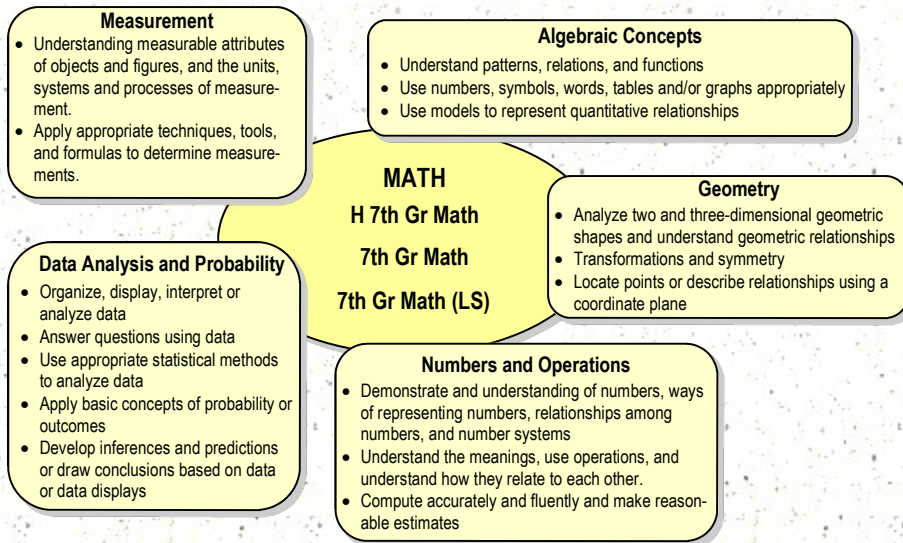 Measurement
• Understanding measurable attributes
of objects and figures, and the units,
systems and processes of measure-
ment.
• Apply appropriate techniques, tools,
and formulas to determine measure-
ments.
Algebraic Concepts
• Understand patterns, relations, and functions
• Use numbers, symbols, words, tables and/or graphs appropriately
• Use models to represent quantitative relationships
MATH
H 7th Gr Math
7th Gr Math
7th Gr Math (LS)
Geometry
• Analyze two and three-dimensional geometric
shapes and understand geometric relationships
• Transformations and symmetry
• Locate points or describe relationships using a
coordinate plane
Data Analysis and Probability
• Organize, display, interpret or
analyze data
• Answer questions using data
• Use appropriate statistical methods
to analyze data
• Apply basic concepts of probability or
outcomes
• Develop inferences and predictions
or draw conclusions based on data
or data displays
Numbers and Operations
• Demonstrate and understanding of numbers, ways
of representing numbers, relationships among
numbers, and number systems
• Understand the meanings, use operations, and
understand how they relate to each other.
• Compute accurately and fluently and make reason-
able estimates